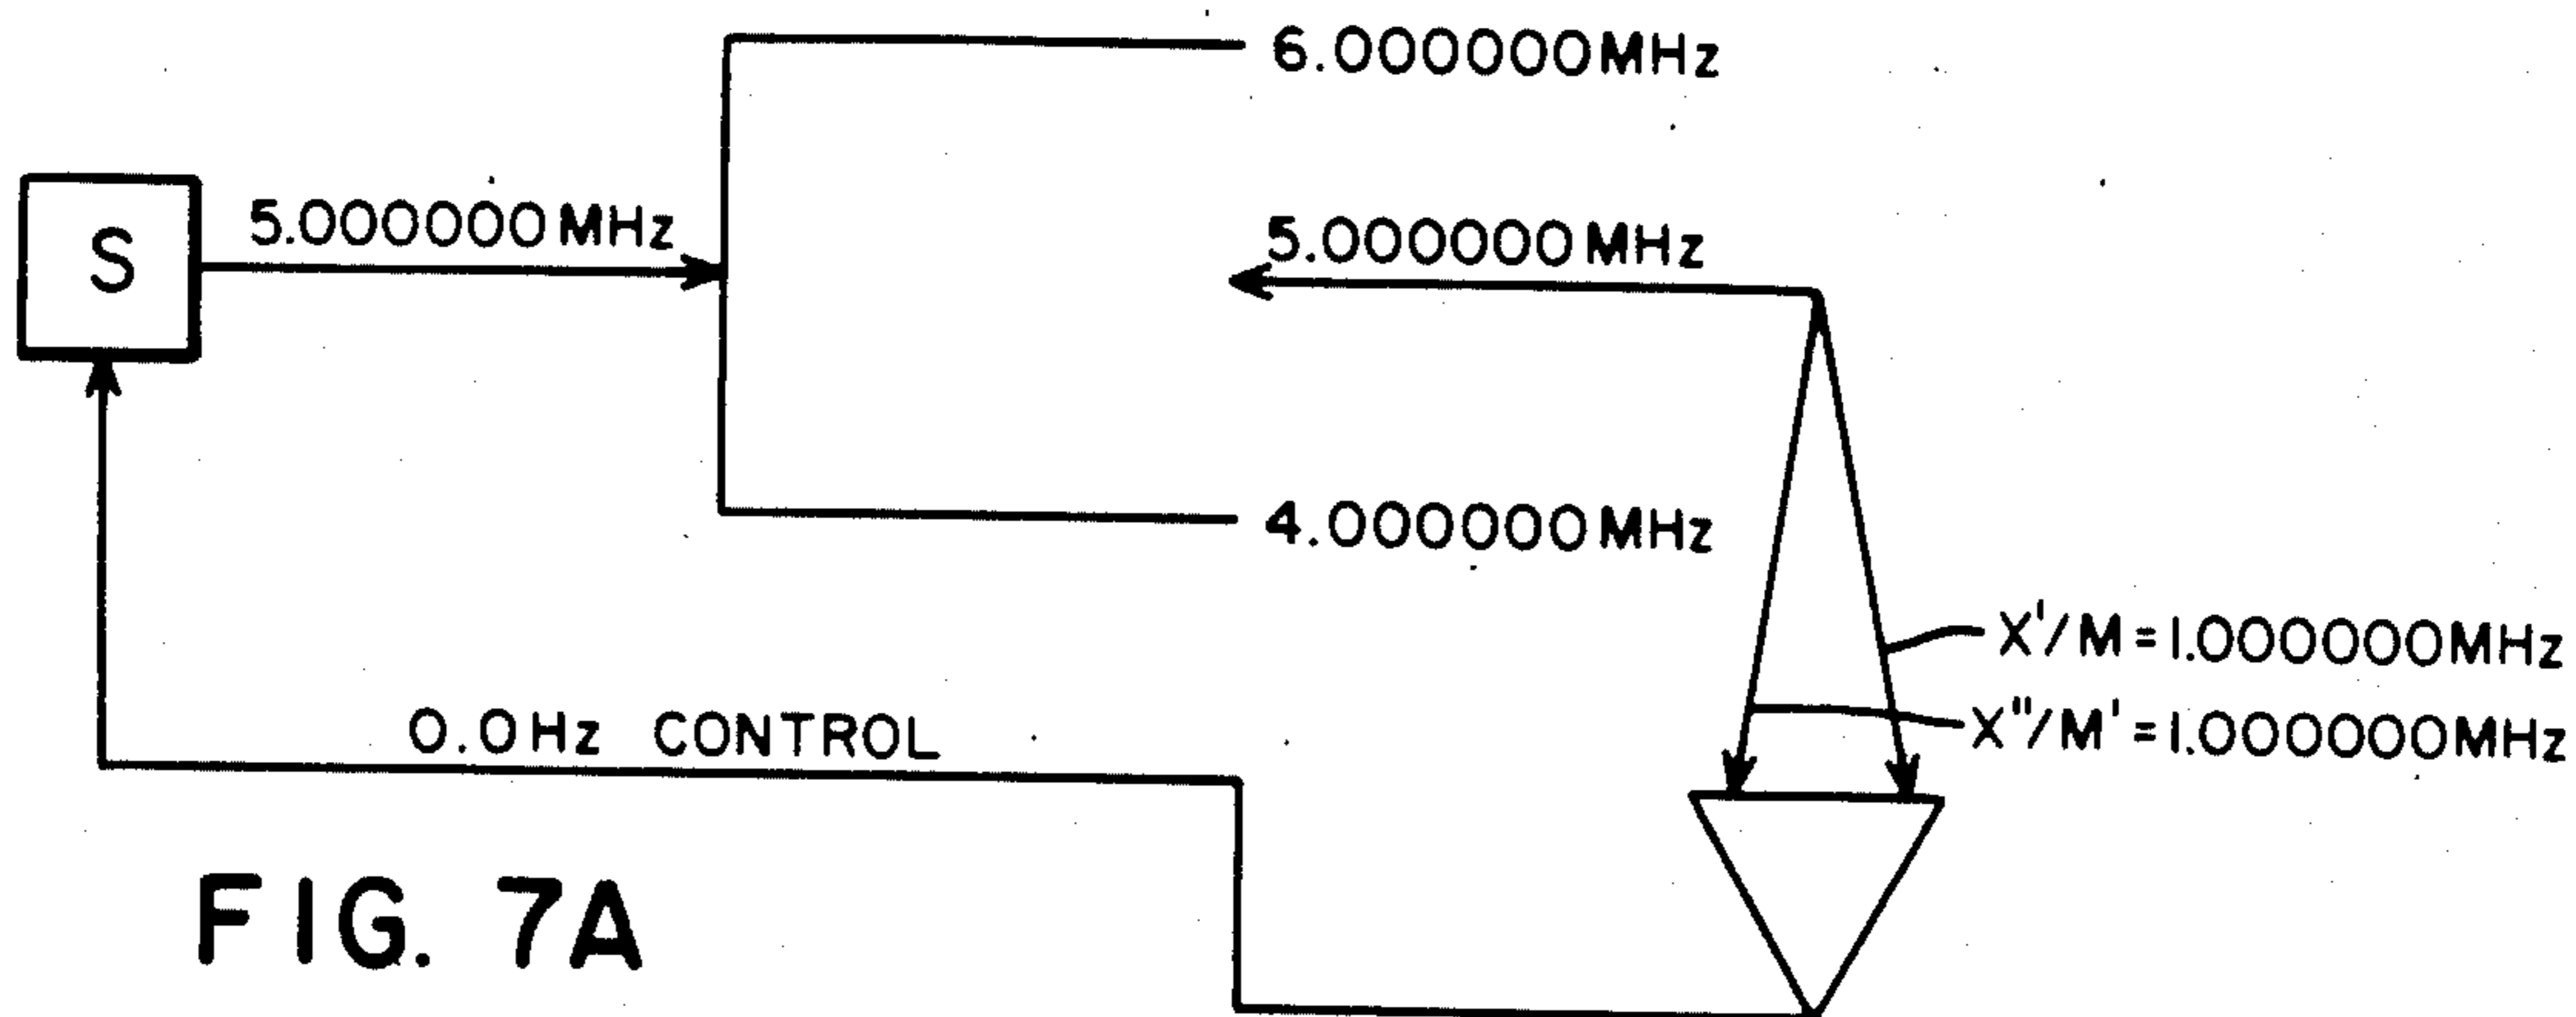 6.000000MHz
5.000000MHz
S
5.000000MHz
4.000000MHz
X'/M=1.000000MHz
X"/M'=1.000000MHz
0.0Hz CONTROL
FIG. 7A